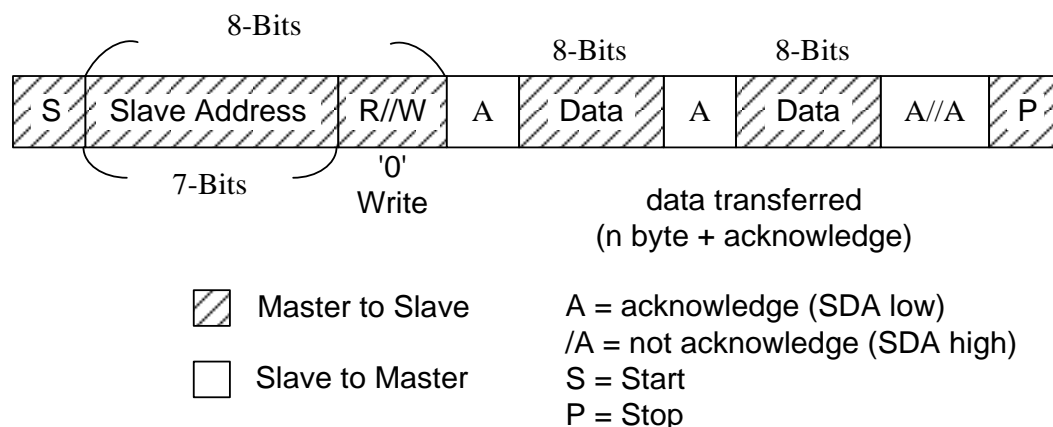 8-Bits 8-Bits 8-Bits
S Slave Address R//W A Data A Data A//A P
7-Bits '0'
Write
data transferred
(n byte + acknowledge)
Master to Slave
Slave to Master
A = acknowledge (SDA low)
/A = not acknowledge (SDA high)
S = Start
P = Stop